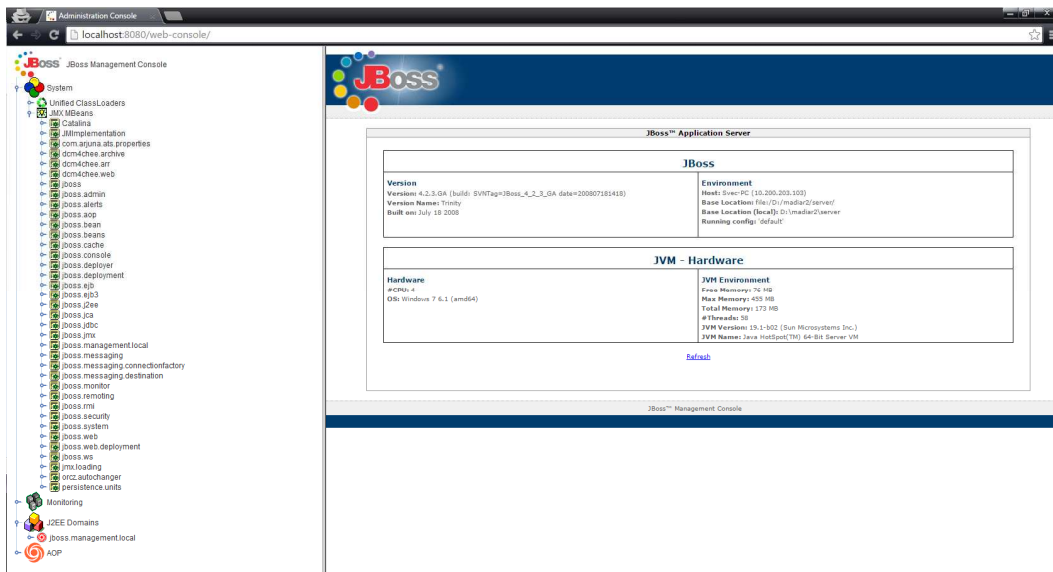 Administration Console
localhost:8080/web-console/
JBoss JBoss Management Console
System
Unified ClassLoaders
JMX MBeans
Catalina
JMImplementation
com.arjuna.ats.properties
dcm4chee.archive
dcm4chee.arr
dcm4chee.web
jboss
jboss.admin
jboss.alerts
jboss.aop
jboss.bean
jboss.beans
jboss.cache
jboss.console
jboss.deployer
jboss.deployment
jboss.ejb
jboss.ejb3
jboss.j2ee
jboss.jca
jboss.jdbc
jboss.jmx
jboss.management.local
jboss.messaging
jboss.messaging.connectionfactory
jboss.messaging.destination
jboss.monitor
jboss.remoting
jboss.rmi
jboss.security
jboss.system
jboss.web
jboss.web.deployment
jboss.ws
jmx.loading
orcz.autochanger
persistence.units
Monitoring
J2EE Domains
jboss.management.local
AOP
JBoss
JBoss™ Application Server
JBoss
Version
Version: 4.2.3.GA (build: SVNTag=JBoss_4_2_3_GA date=200807181418)
Version Name: Trinity
Built on: July 18 2008
Environment
Host: Svec-PC (10.200.203.103)
Base Location: file:/D:/madiar2/server/
Base Location (local): D:\madiar2\server
Running config: 'default'
JVM - Hardware
Hardware
#CPU: 4
OS: Windows 7 6.1 (amd64)
JVM Environment
Free Memory: 76 MB
Max Memory: 455 MB
Total Memory: 173 MB
#Threads: 58
JVM Version: 19.1-b02 (Sun Microsystems Inc.)
JVM Name: Java HotSpot(TM) 64-Bit Server VM
Refresh
JBoss™ Management Console